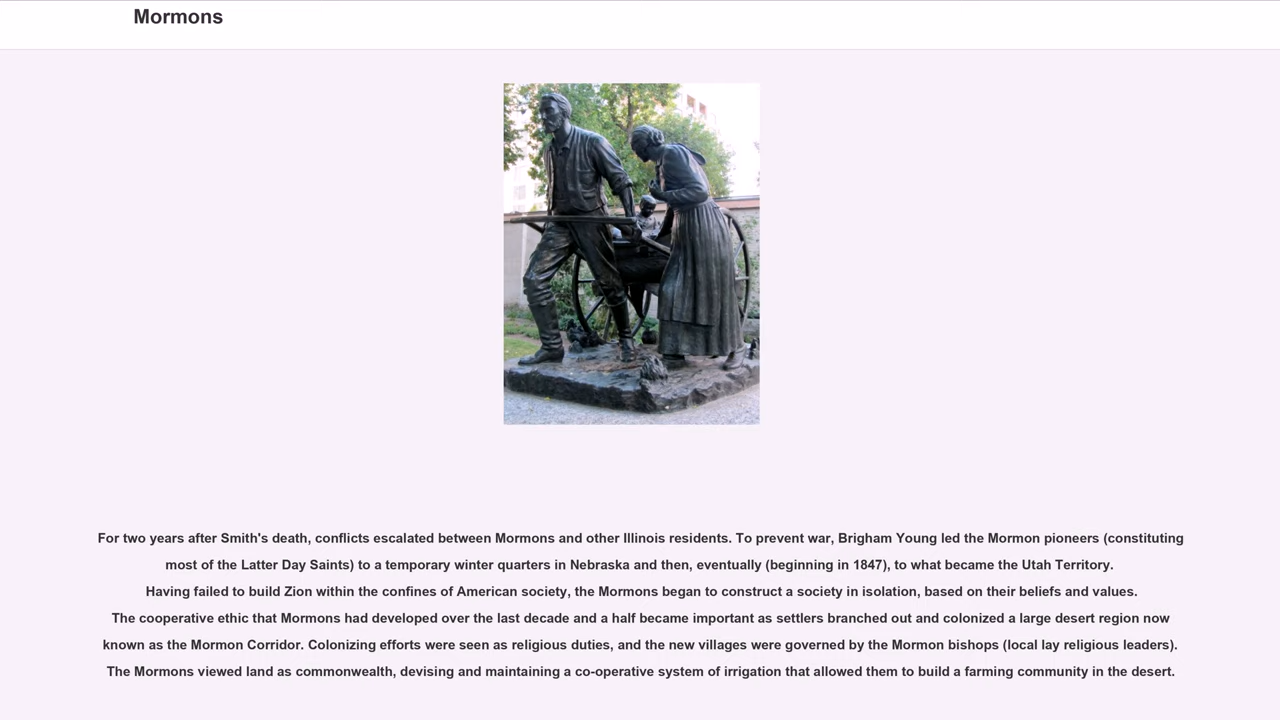 Mormons
For two years after Smith's death, conflicts escalated between Mormons and other Illinois residents. To prevent war, Brigham Young led the Mormon pioneers (constituting
most of the Latter Day Saints) to a temporary winter quarters in Nebraska and then, eventually (beginning in 1847), to what became the Utah Territory.
Having failed to build Zion within the confines of American society, the Mormons began to construct a society in isolation, based on their beliefs and values.
The cooperative ethic that Mormons had developed over the last decade and a half became important as settlers branched out and colonized a large desert region now
known as the Mormon Corridor. Colonizing efforts were seen as religious duties, and the new villages were governed by the Mormon bishops (local lay religious leaders).
The Mormons viewed land as commonwealth, devising and maintaining a co-operative system of irrigation that allowed them to build a farming community in the desert.